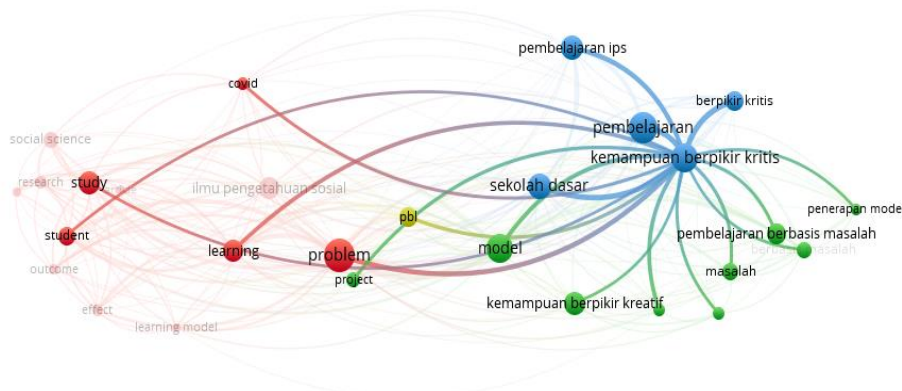 pembelajaran ips
covid
berpikir kritis
pembelajaran
social science
kemampuan berpikir kritis
research
study
ilmu pengetahuan sosial
sekolah dasar
penerapan model
pbl
student
pembelajaran berbasis masalah
learning
problem
model
masalah
outcome
project
kemampuan berpikir kreatif
effect
learning model